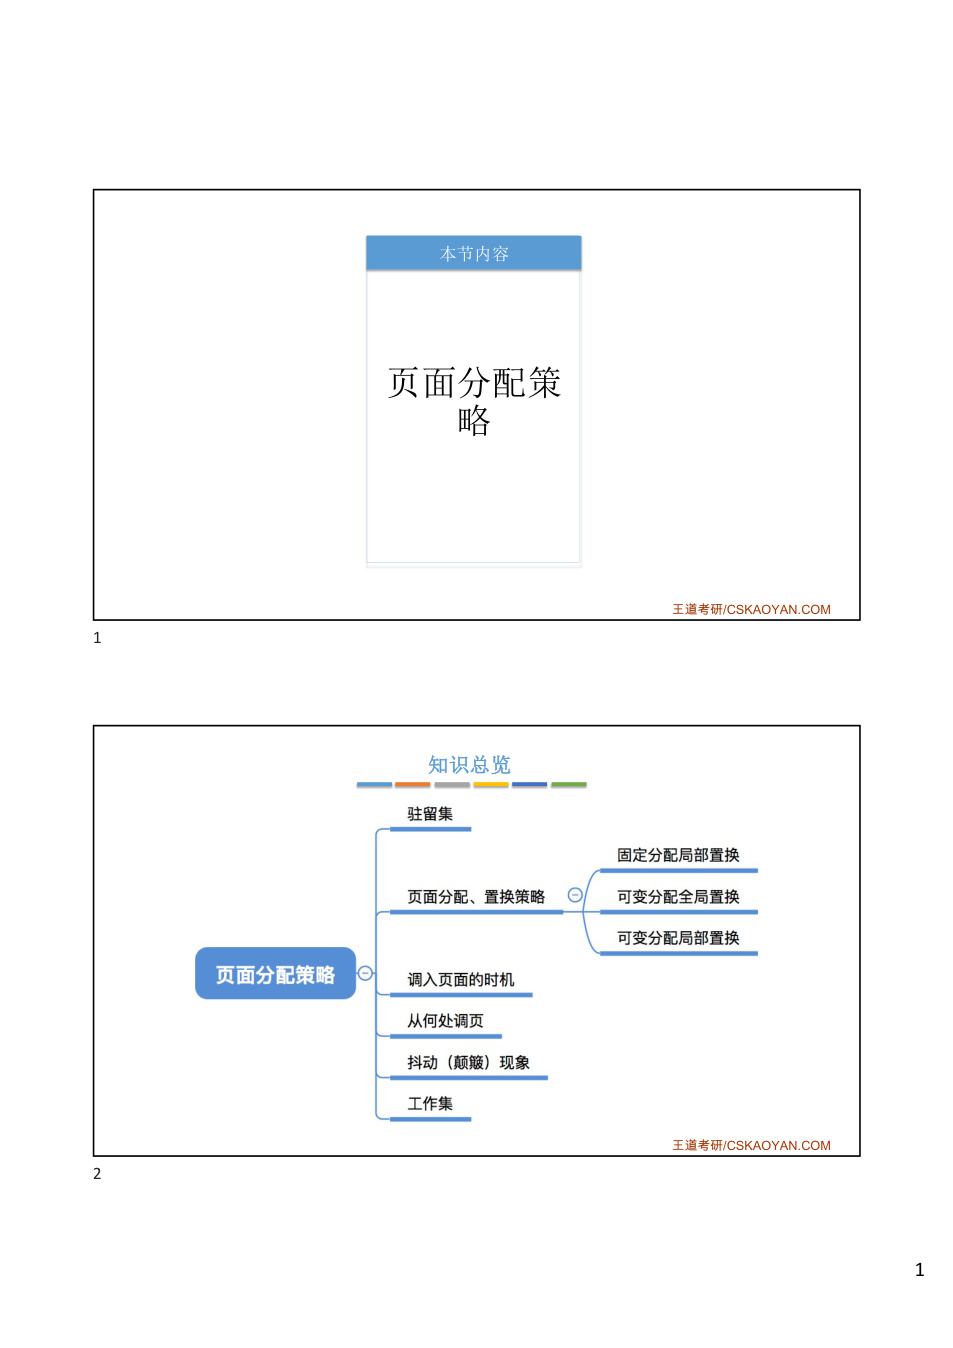 本节内容
页面分配策
略
王道考研/CSKAOYAN.COM
1
知识总览
驻留集
固定分配局部置换
页面分配、置换策略
可变分配全局置换
可变分配局部置换
页面分配策略
调入页面的时机
从何处调页
抖动（颠簸）现象
工作集
王道考研/CSKAOYAN.COM
2
1